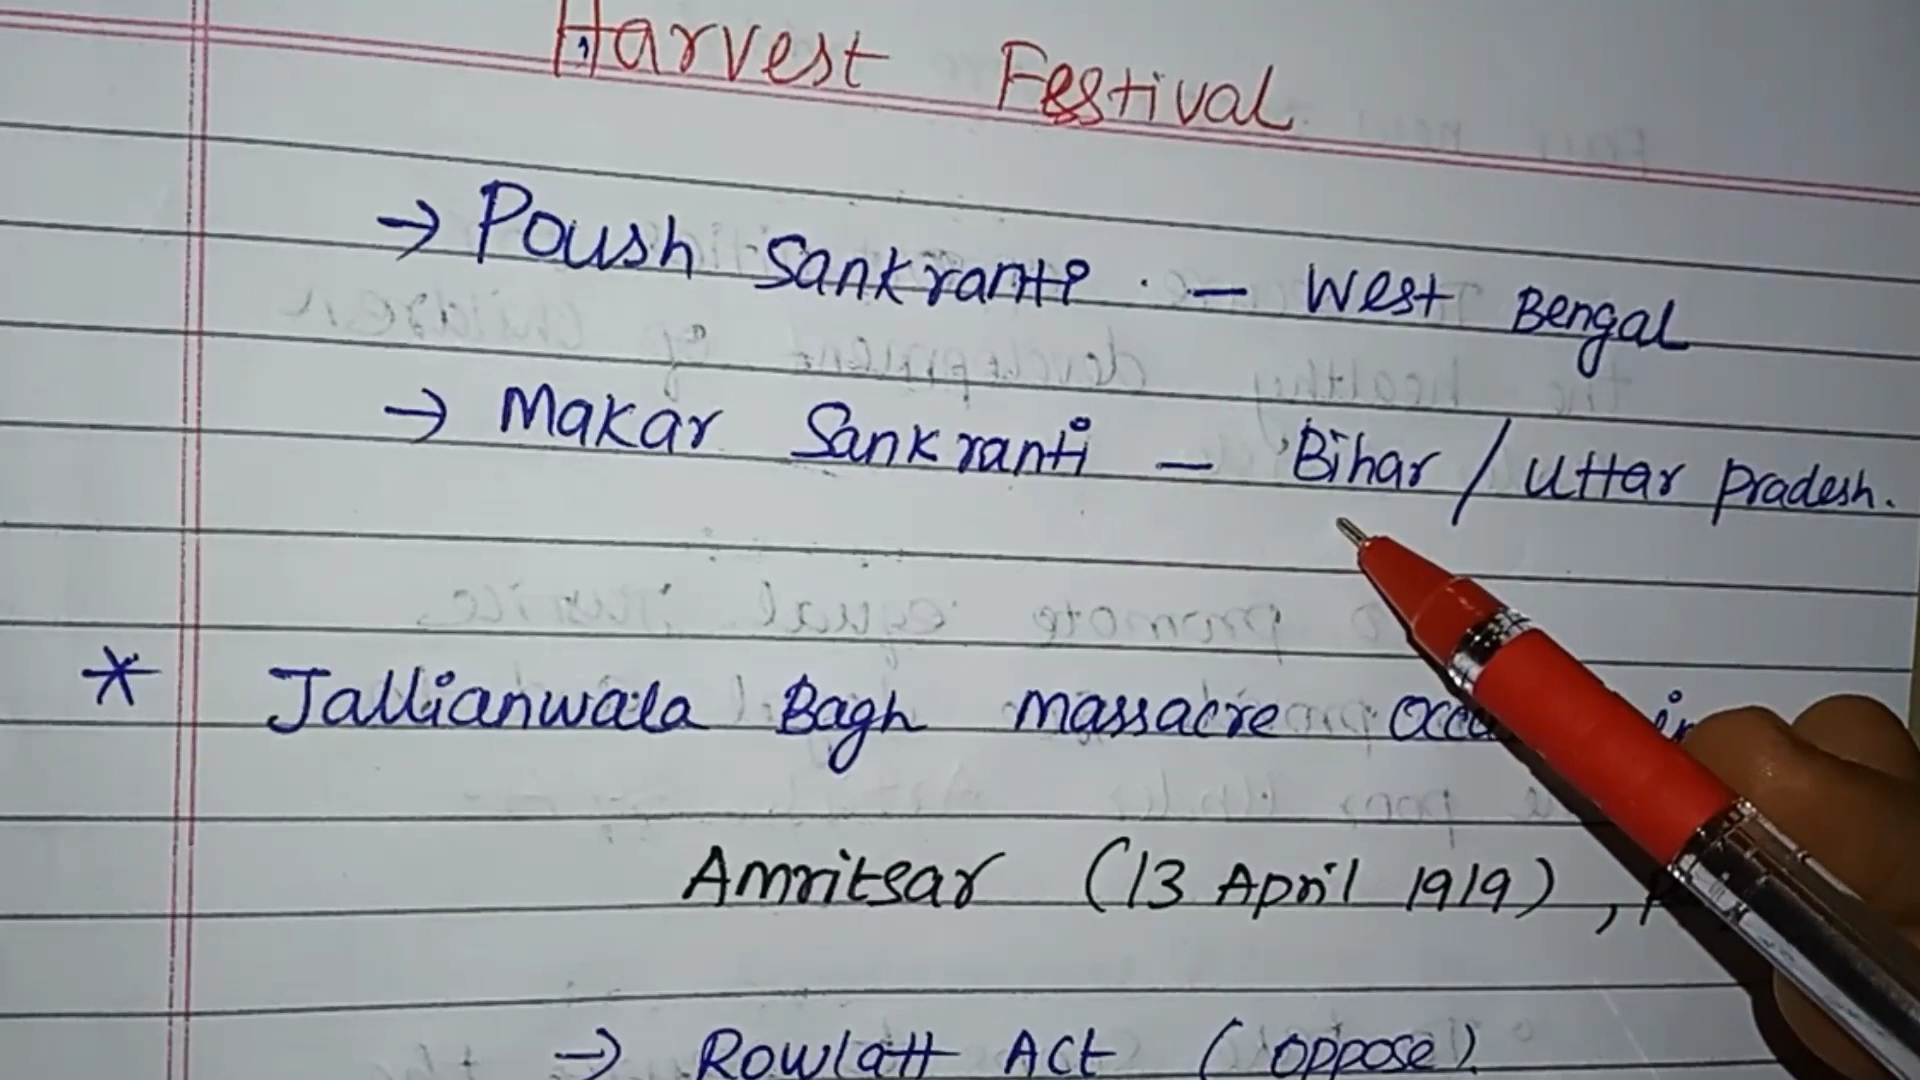 Harvest Festival
→ Poush Sankranti - West Bengal
→ Makar Sankranti - Bihar / Uttar Pradesh.
* Jallianwala Bagh massacre in
Amritsar (13 April 1919),
→ Rowlatt Act (oppose)